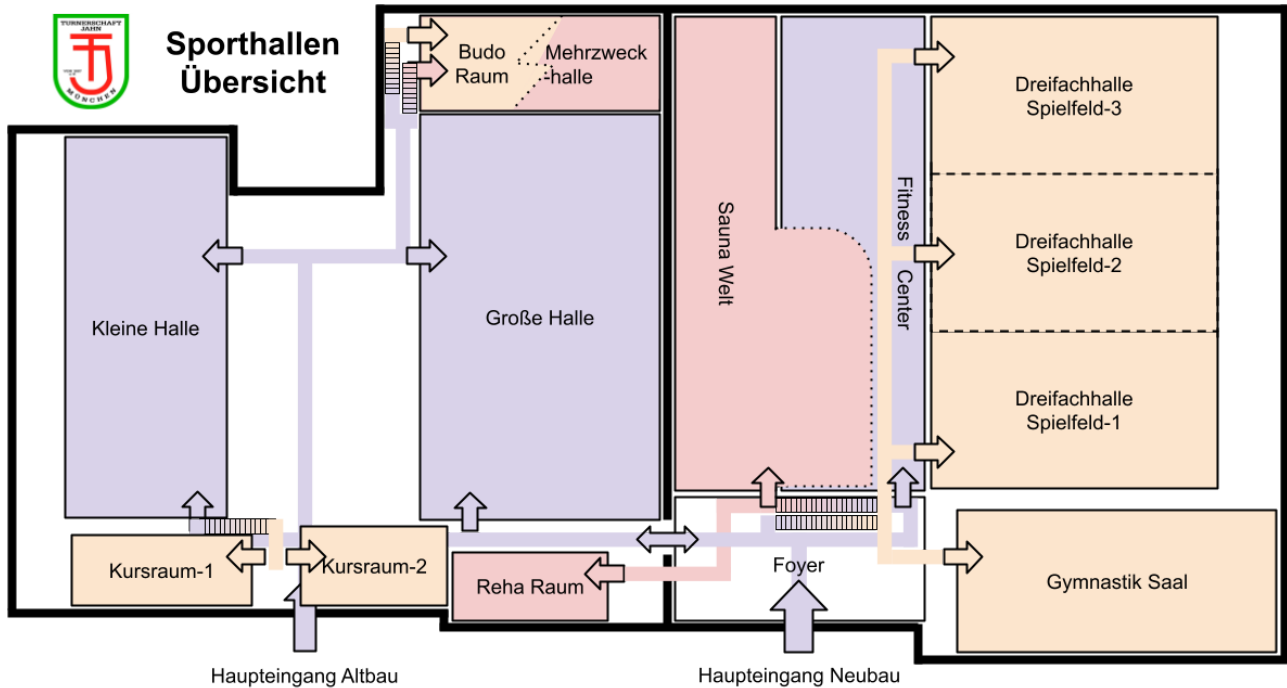 TURNERSCHAFT
JAHN
MÜNCHEN
Sporthallen
Übersicht
Budo
Raum
Mehrzweck
-halle
Dreifachhalle
Spielfeld-3
Sauna Welt
Fitness
Center
Dreifachhalle
Spielfeld-2
Kleine Halle
Große Halle
Dreifachhalle
Spielfeld-1
Kursraum-1
Kursraum-2
Reha Raum
Foyer
Gymnastik Saal
Haupteingang Altbau
Haupteingang Neubau